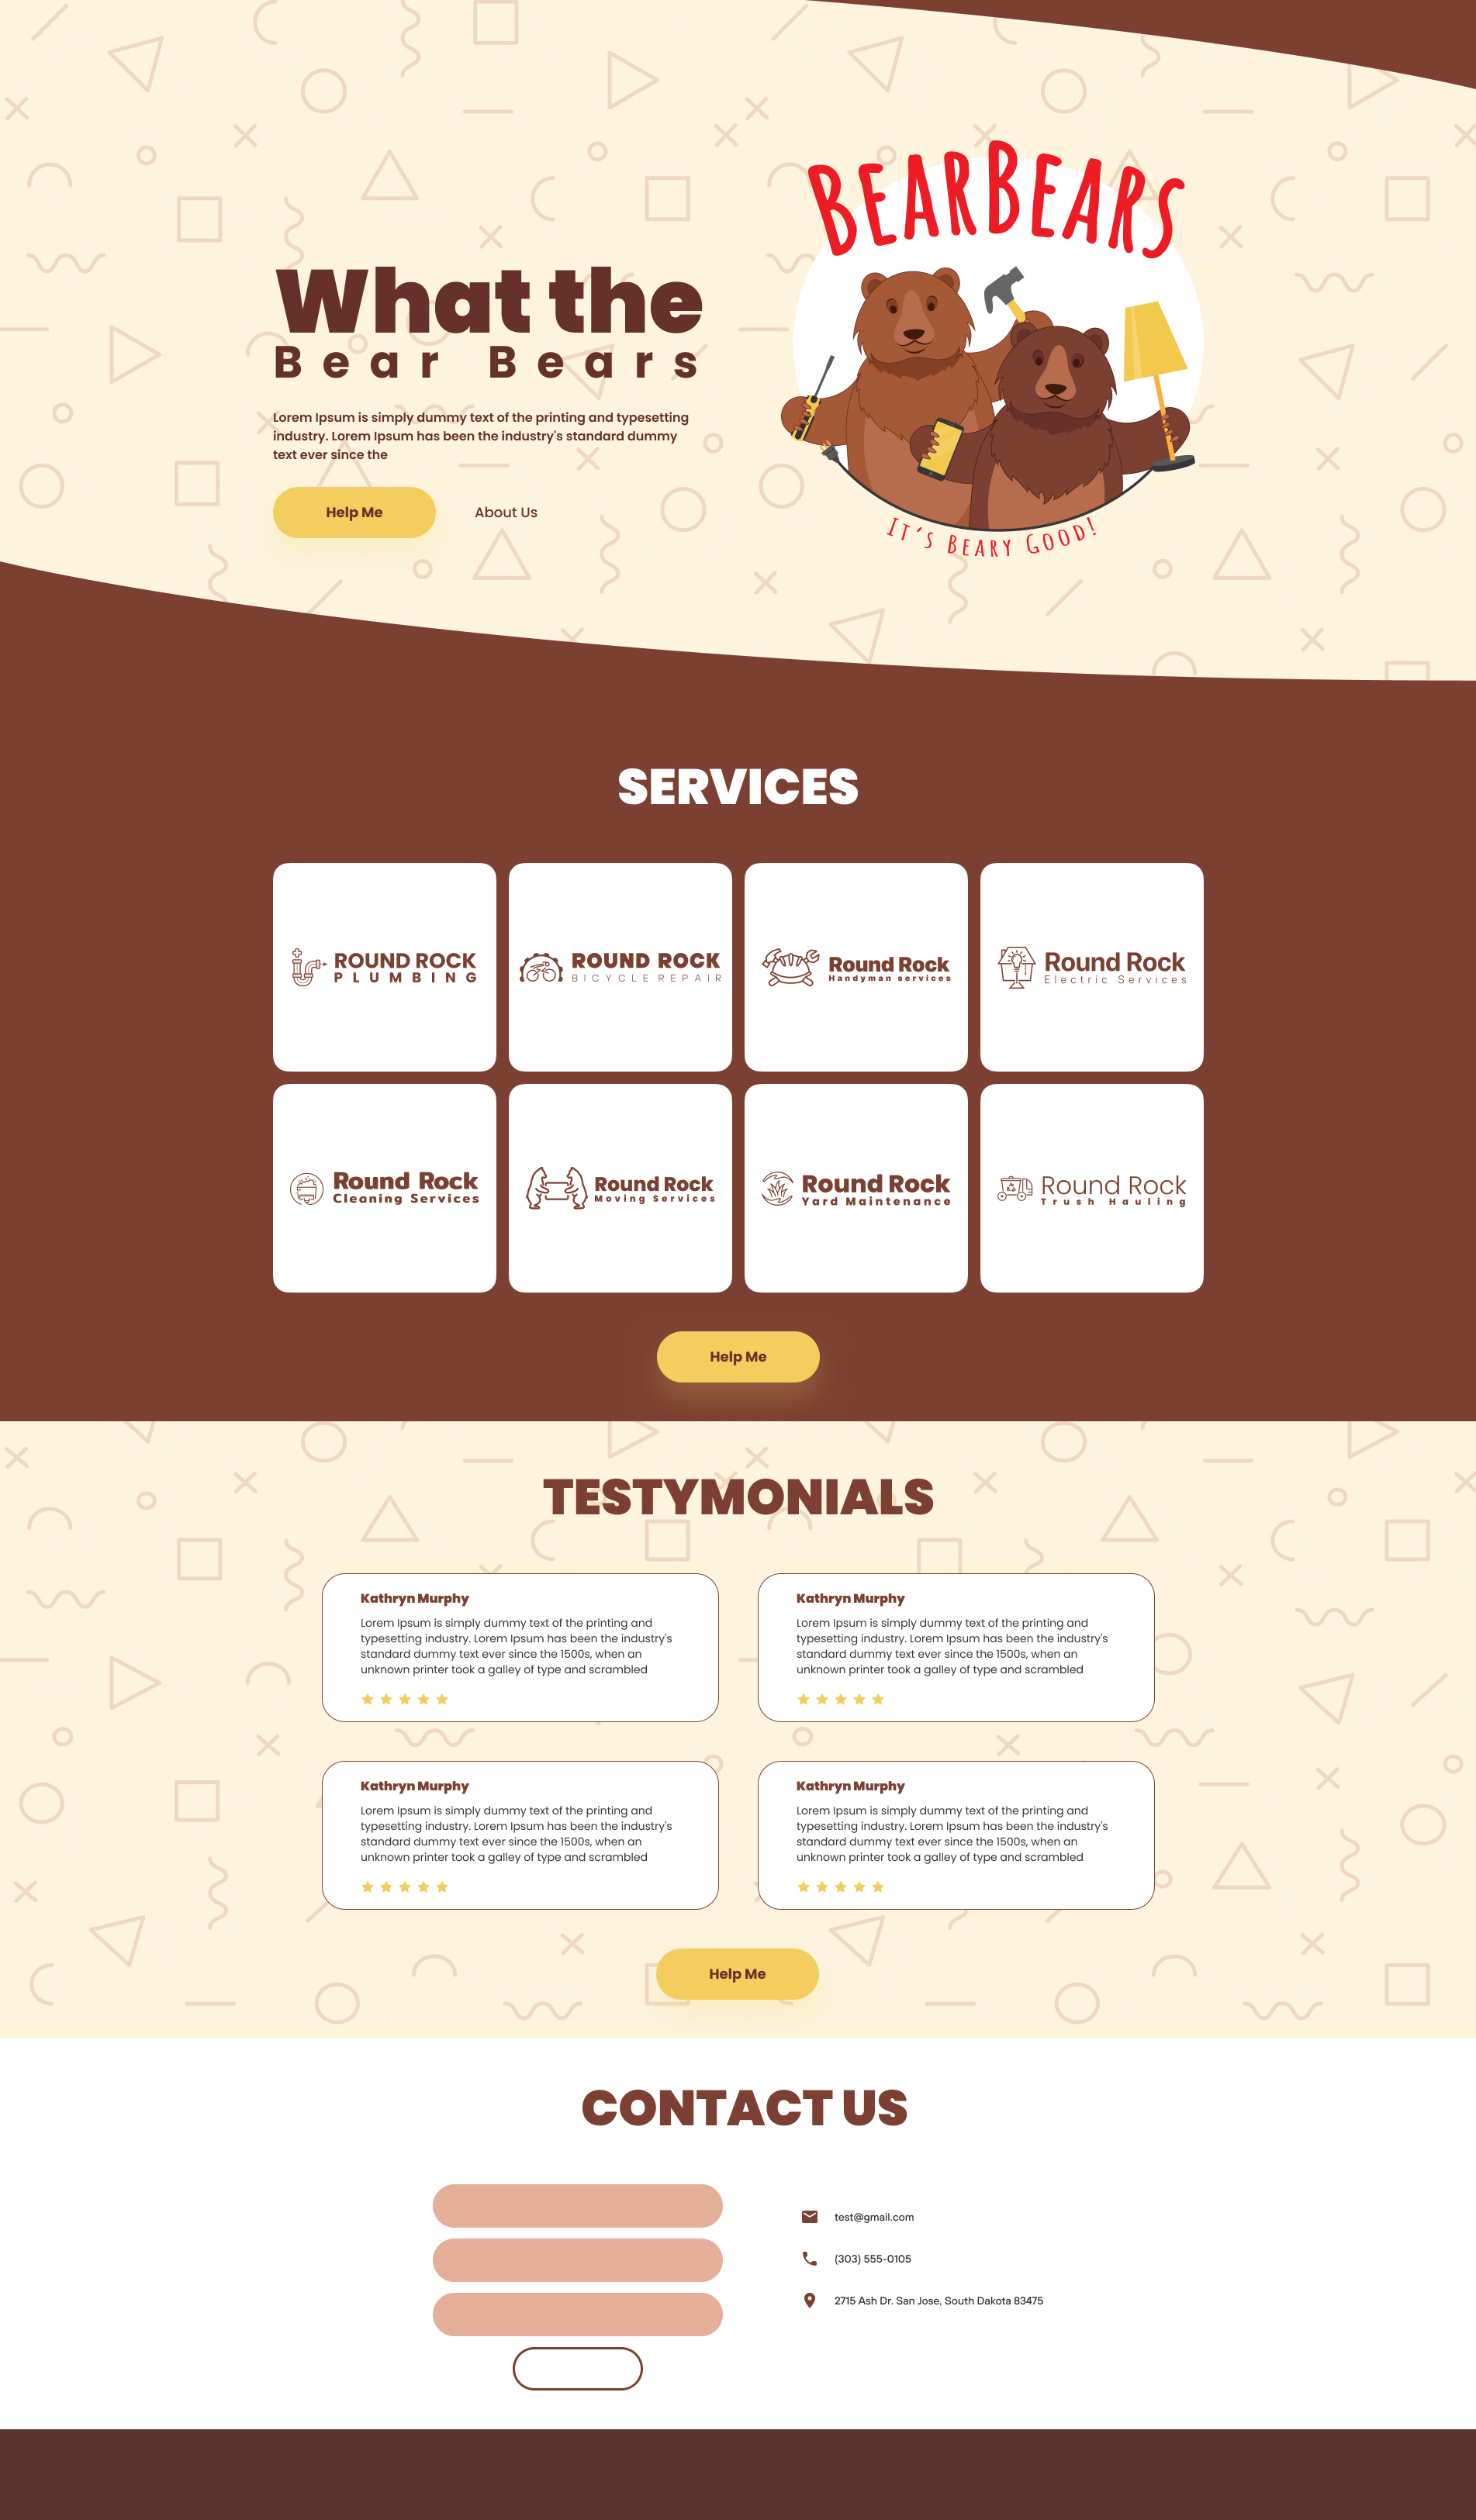 BEARBEARS
What the
Bear Bears
Lorem Ipsum is simply dummy text of the printing and typesetting
industry. Lorem Ipsum has been the industry's standard dummy
text ever since the
Help Me
About Us
IT'S BEARY GOOD!
SERVICES
ROUND ROCK
PLUMBING
ROUND ROCK
BICYCLE REPAIR
Round Rock
Handyman services
Round Rock
Electric Services
Round Rock
Cleaning Services
Round Rock
Moving Services
Round Rock
Yard Maintenance
Round Rock
Trush Hauling
Help Me
TESTYMONIALS
Kathryn Murphy
Lorem Ipsum is simply dummy text of the printing and
typesetting industry. Lorem Ipsum has been the industry's
standard dummy text ever since the 1500s, when an
unknown printer took a galley of type and scrambled
Kathryn Murphy
Lorem Ipsum is simply dummy text of the printing and
typesetting industry. Lorem Ipsum has been the industry's
standard dummy text ever since the 1500s, when an
unknown printer took a galley of type and scrambled
Kathryn Murphy
Lorem Ipsum is simply dummy text of the printing and
typesetting industry. Lorem Ipsum has been the industry's
standard dummy text ever since the 1500s, when an
unknown printer took a galley of type and scrambled
Kathryn Murphy
Lorem Ipsum is simply dummy text of the printing and
typesetting industry. Lorem Ipsum has been the industry's
standard dummy text ever since the 1500s, when an
unknown printer took a galley of type and scrambled
Help Me
CONTACT US
test@gmail.com
(303) 555-0105
2715 Ash Dr. San Jose, South Dakota 83475